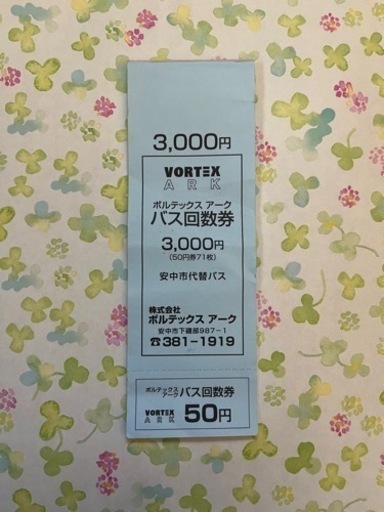 3,000円
VORTEX
ARK
ボルテックス アーク
バス回数券
3,000円
(50円券71枚)
安中市代替バス
株式会社
ボルテックス アーク
安中市下磯部987-1
☎381-1919
ボルテックス アーク バス回数券
VORTEX ARK 50円